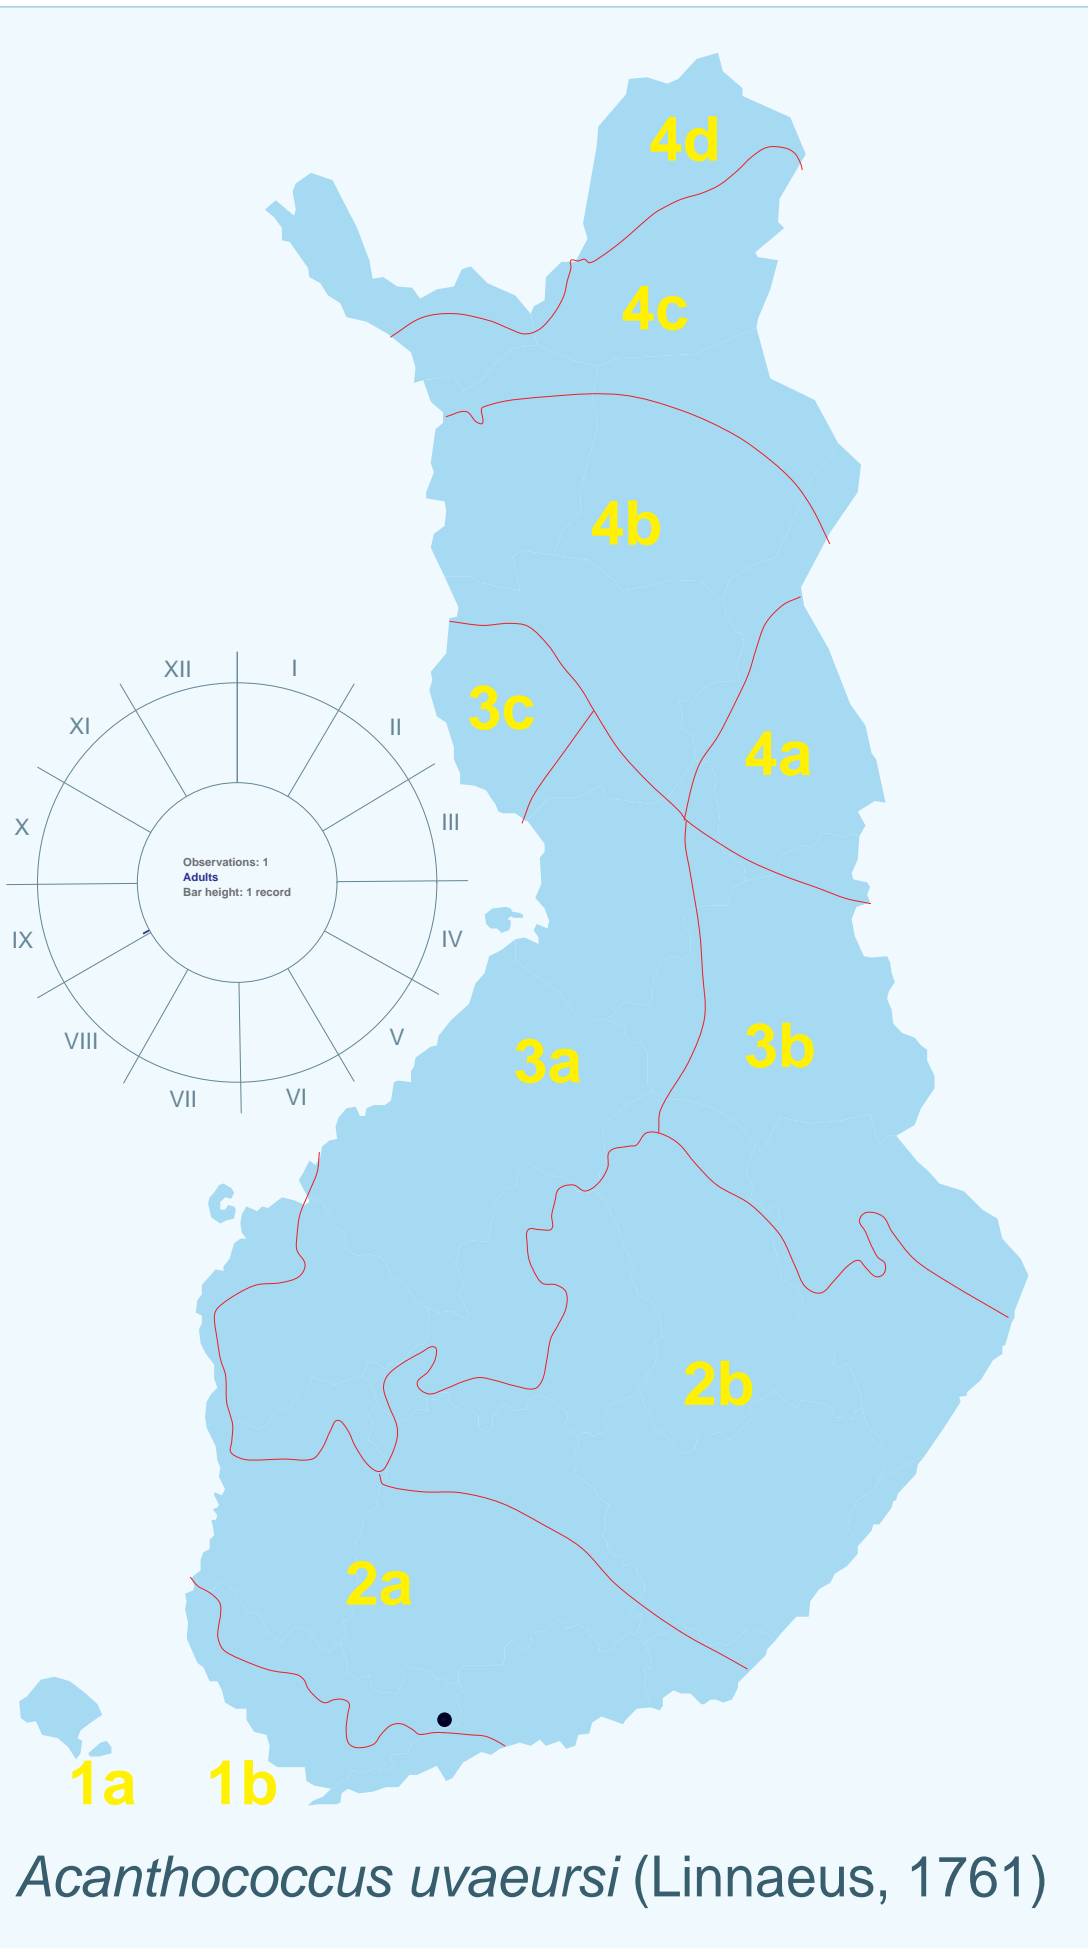 4d
4c
4b
3c
4a
XII
I
XI
II
X
III
Observations: 1
Adults
Bar height: 1 record
IX
IV
VIII
V
VII
VI
3a
3b
2b
2a
1a
1b
Acanthococcus uvaeursi (Linnaeus, 1761)